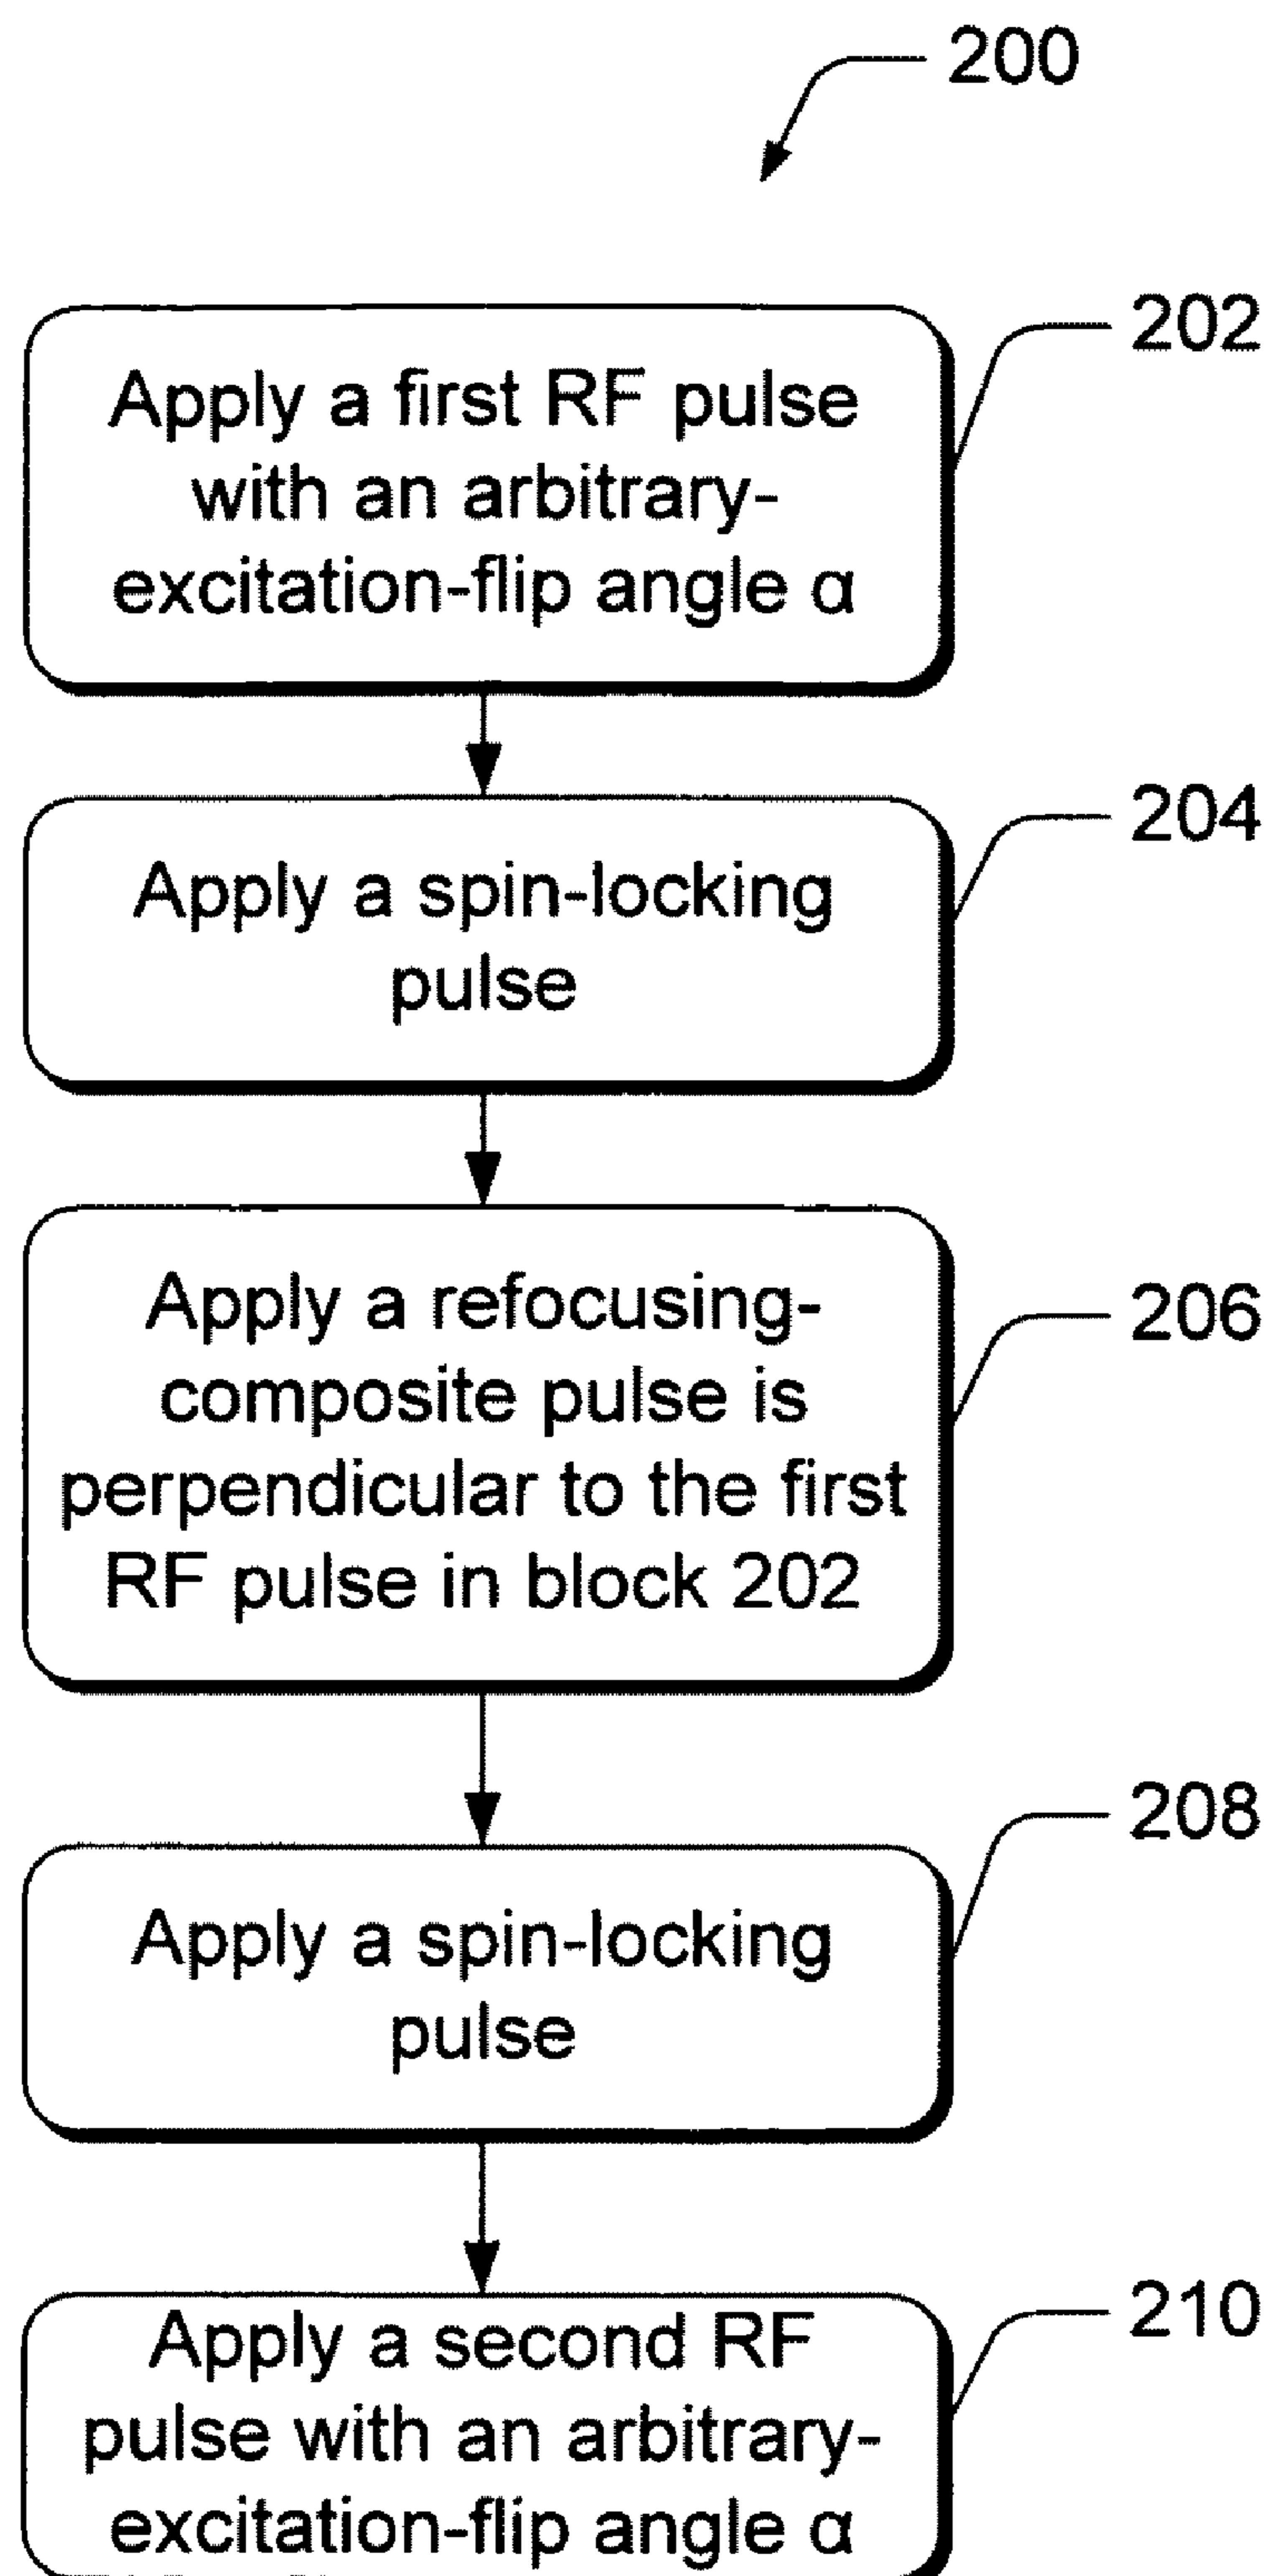 200
202
Apply a first RF pulse
with an arbitrary-
excitation-flip angle α
204
Apply a spin-locking
pulse
206
Apply a refocusing-
composite pulse is
perpendicular to the first
RF pulse in block 202
208
Apply a spin-locking
pulse
210
Apply a second RF
pulse with an arbitrary-
excitation-flip angle α